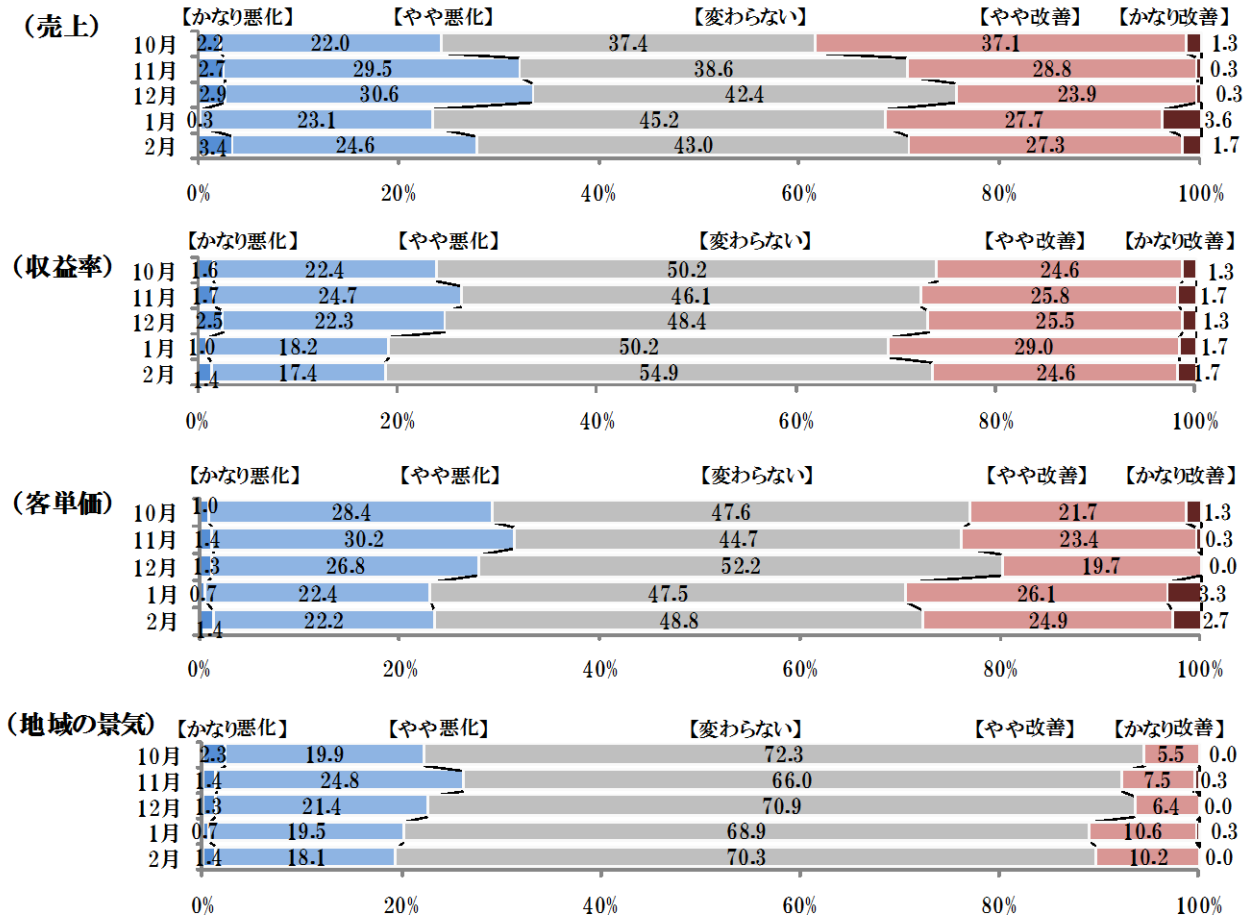 （売上）
【かなり悪化】 【やや悪化】 【変わらない】 【やや改善】 【かなり改善】
10月 2.2 22.0 37.4 37.1 1.3
11月 2.7 29.5 38.6 28.8 0.3
12月 2.9 30.6 42.4 23.9 0.3
1月 0.3 23.1 45.2 27.7 3.6
2月 3.4 24.6 43.0 27.3 1.7
0% 20% 40% 60% 80% 100%
（収益率）
【かなり悪化】 【やや悪化】 【変わらない】 【やや改善】 【かなり改善】
10月 1.6 22.4 50.2 24.6 1.3
11月 1.7 24.7 46.1 25.8 1.7
12月 2.5 22.3 48.4 25.5 1.3
1月 1.0 18.2 50.2 29.0 1.7
2月 1.4 17.4 54.9 24.6 1.7
0% 20% 40% 60% 80% 100%
（客単価）
【かなり悪化】 【やや悪化】 【変わらない】 【やや改善】 【かなり改善】
10月 1.0 28.4 47.6 21.7 1.3
11月 1.4 30.2 44.7 23.4 0.3
12月 1.3 26.8 52.2 19.7 0.0
1月 0.7 22.4 47.5 26.1 3.3
2月 1.4 22.2 48.8 24.9 2.7
0% 20% 40% 60% 80% 100%
（地域の景気）
【かなり悪化】 【やや悪化】 【変わらない】 【やや改善】 【かなり改善】
10月 2.3 19.9 72.3 5.5 0.0
11月 1.4 24.8 66.0 7.5 0.3
12月 1.3 21.4 70.9 6.4 0.0
1月 0.7 19.5 68.9 10.6 0.3
2月 1.4 18.1 70.3 10.2 0.0
0% 20% 40% 60% 80% 100%